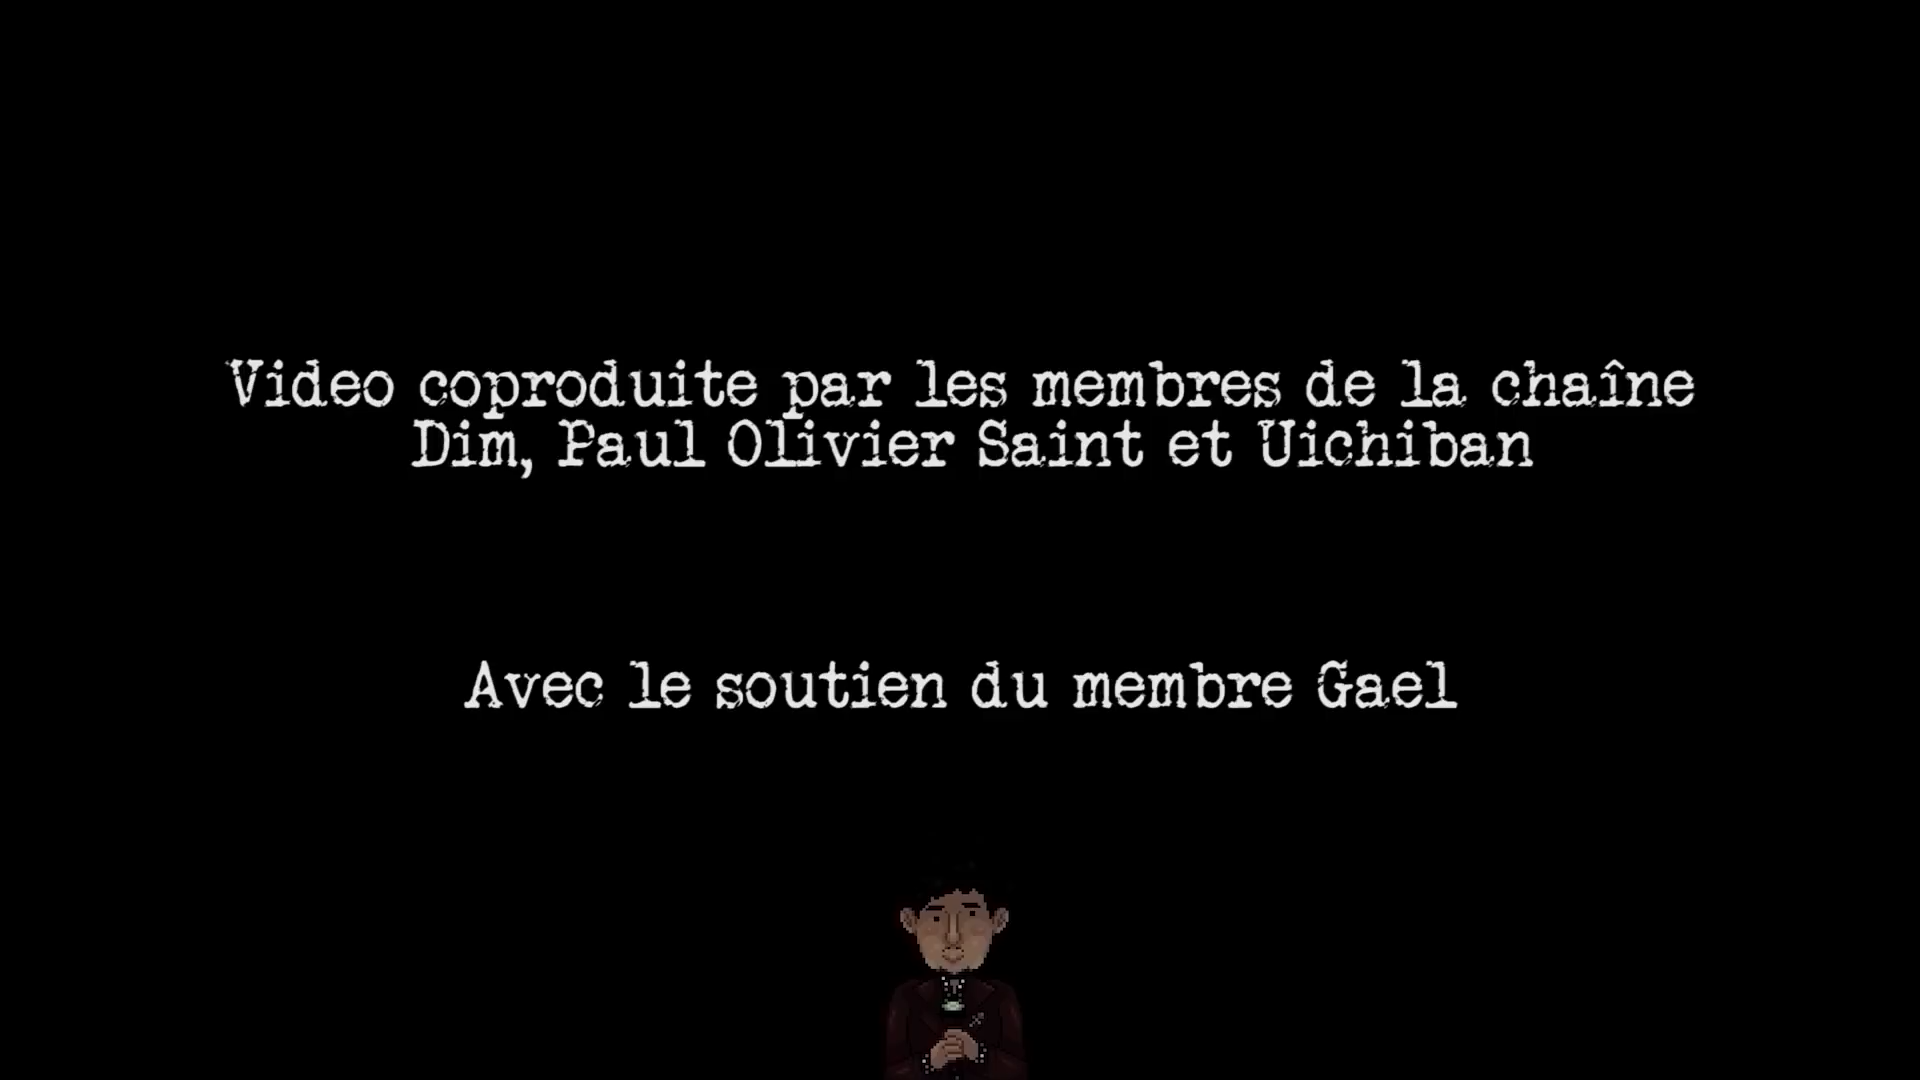 Video coproduite par les membres de la chaîne
Dim, Paul Olivier Saint et Uichiban
Avec le soutien du membre Gael